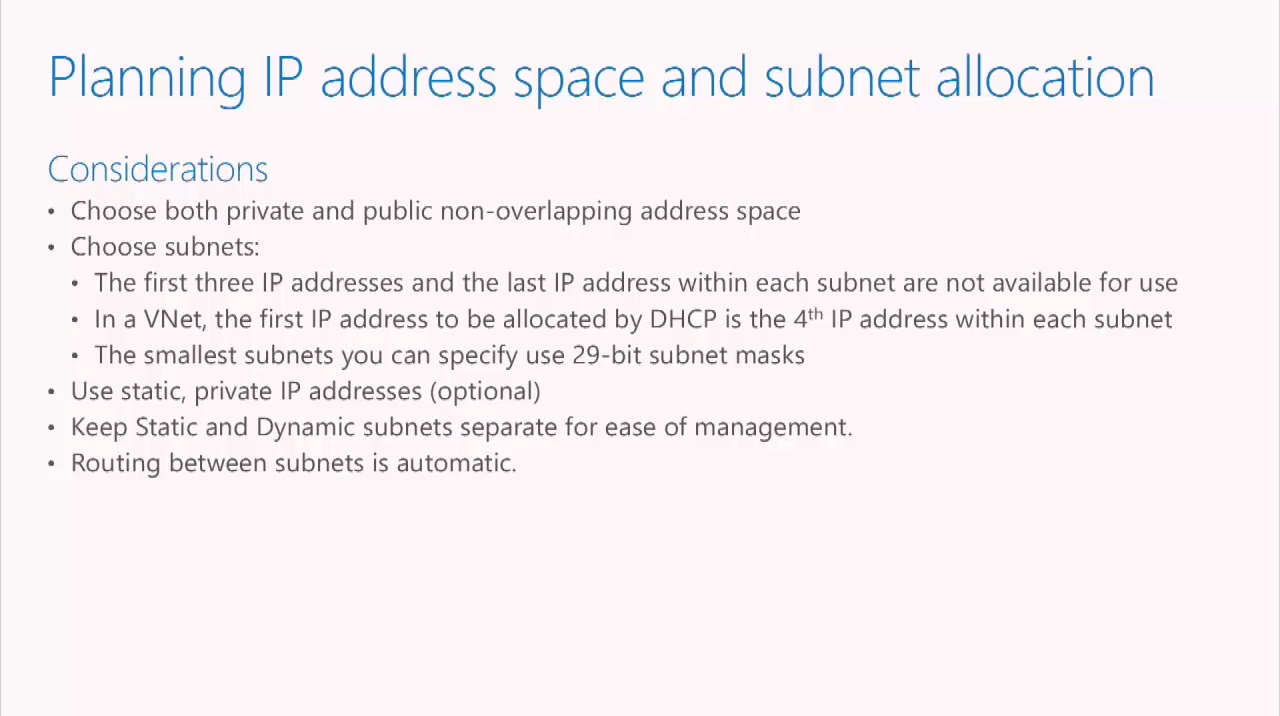 Planning IP address space and subnet allocation
Considerations
• Choose both private and public non-overlapping address space
• Choose subnets:
• The first three IP addresses and the last IP address within each subnet are not available for use
• In a VNet, the first IP address to be allocated by DHCP is the 4th IP address within each subnet
• The smallest subnets you can specify use 29-bit subnet masks
• Use static, private IP addresses (optional)
• Keep Static and Dynamic subnets separate for ease of management.
• Routing between subnets is automatic.